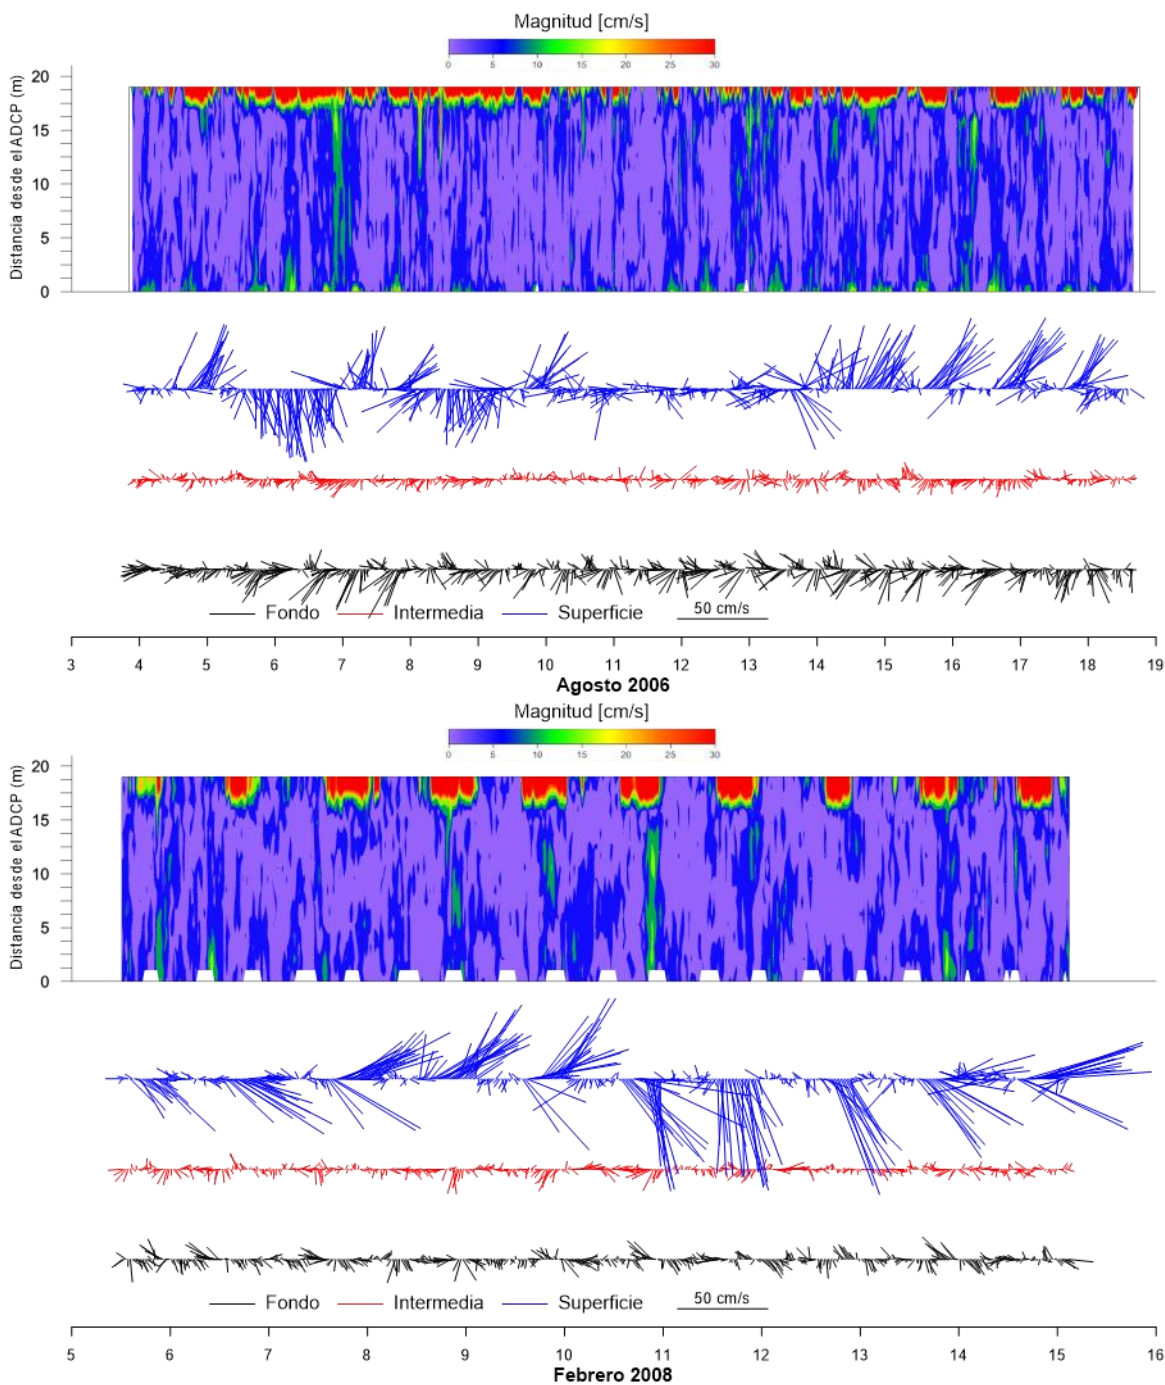 Magnitud [cm/s]
0 5 10 15 20 25 30
Distancia desde el ADCP (m)
20
15
10
5
0
Fondo Intermedia Superficie 50 cm/s
3 4 5 6 7 8 9 10 11 12 13 14 15 16 17 18 19
Agosto 2006
Magnitud [cm/s]
0 5 10 15 20 25 30
Distancia desde el ADCP (m)
20
15
10
5
0
Fondo Intermedia Superficie 50 cm/s
5 6 7 8 9 10 11 12 13 14 15 16
Febrero 2008